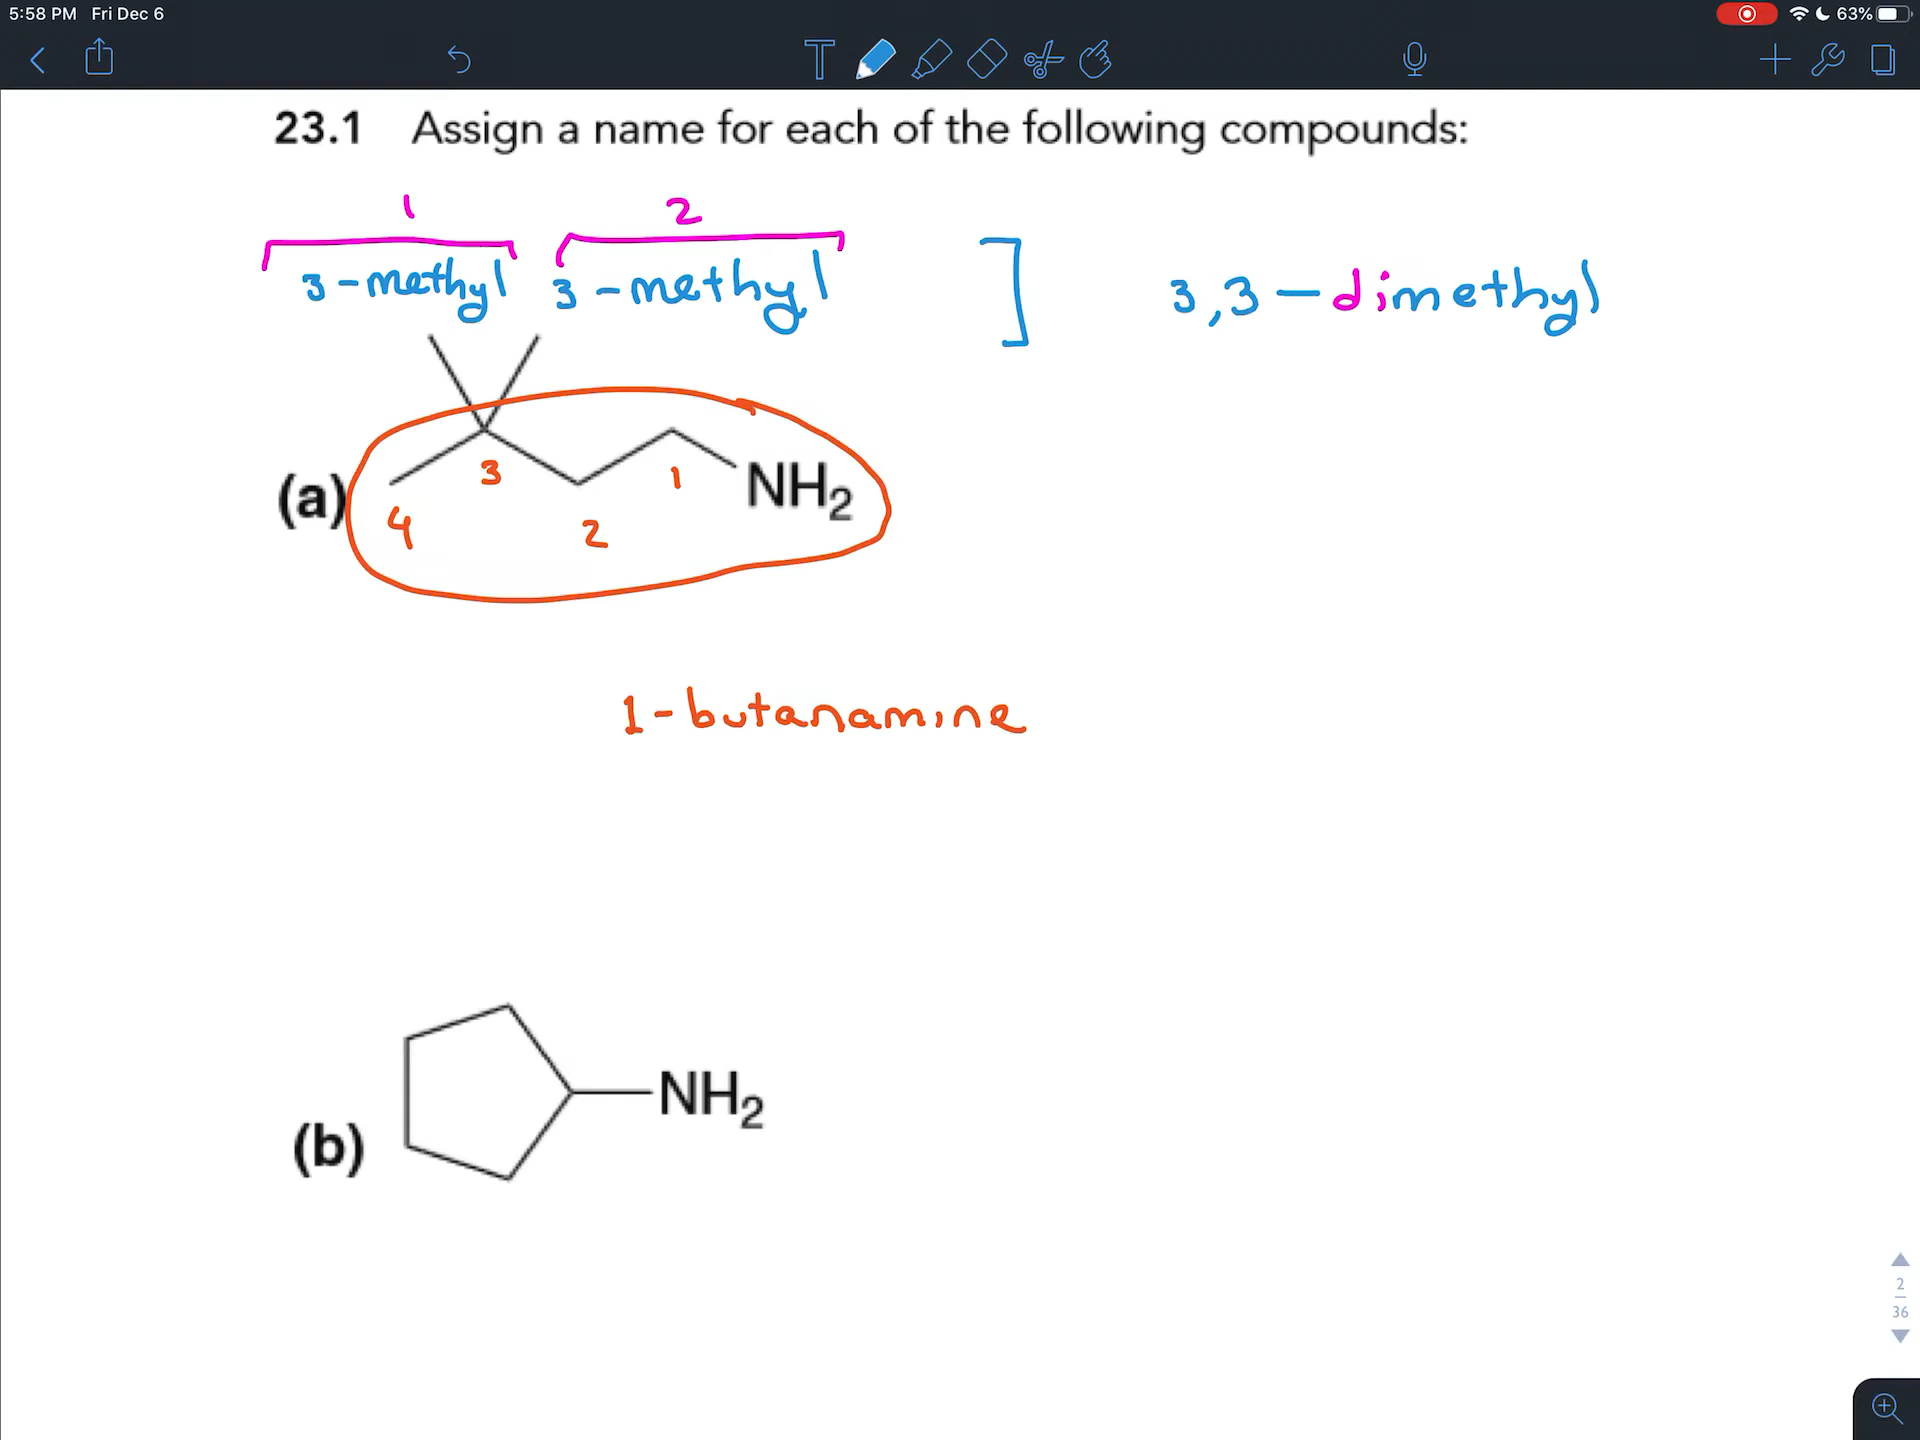 5:58 PM Fri Dec 6 63%
T
23.1 Assign a name for each of the following compounds:
1 2
3-methyl 3-methyl ] 3,3-dimethyl
(a) 4 3 2 1 NH₂
1-butanamine
(b) NH₂
2
36